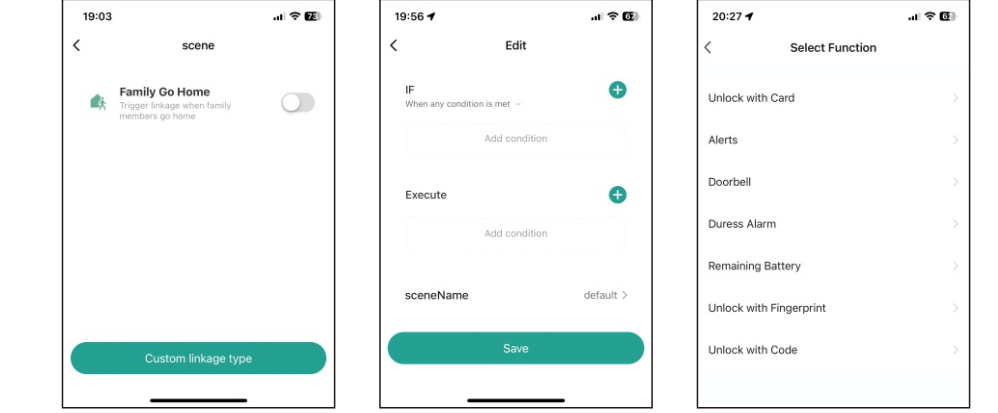 19:03
73
scene
Family Go Home
Trigger linkage when family
members go home
Custom linkage type
19:56
Edit
IF
When any condition is met
Add condition
Execute
Add condition
sceneName
default
Save
20:27
Select Function
Unlock with Card
Alerts
Doorbell
Duress Alarm
Remaining Battery
Unlock with Fingerprint
Unlock with Code